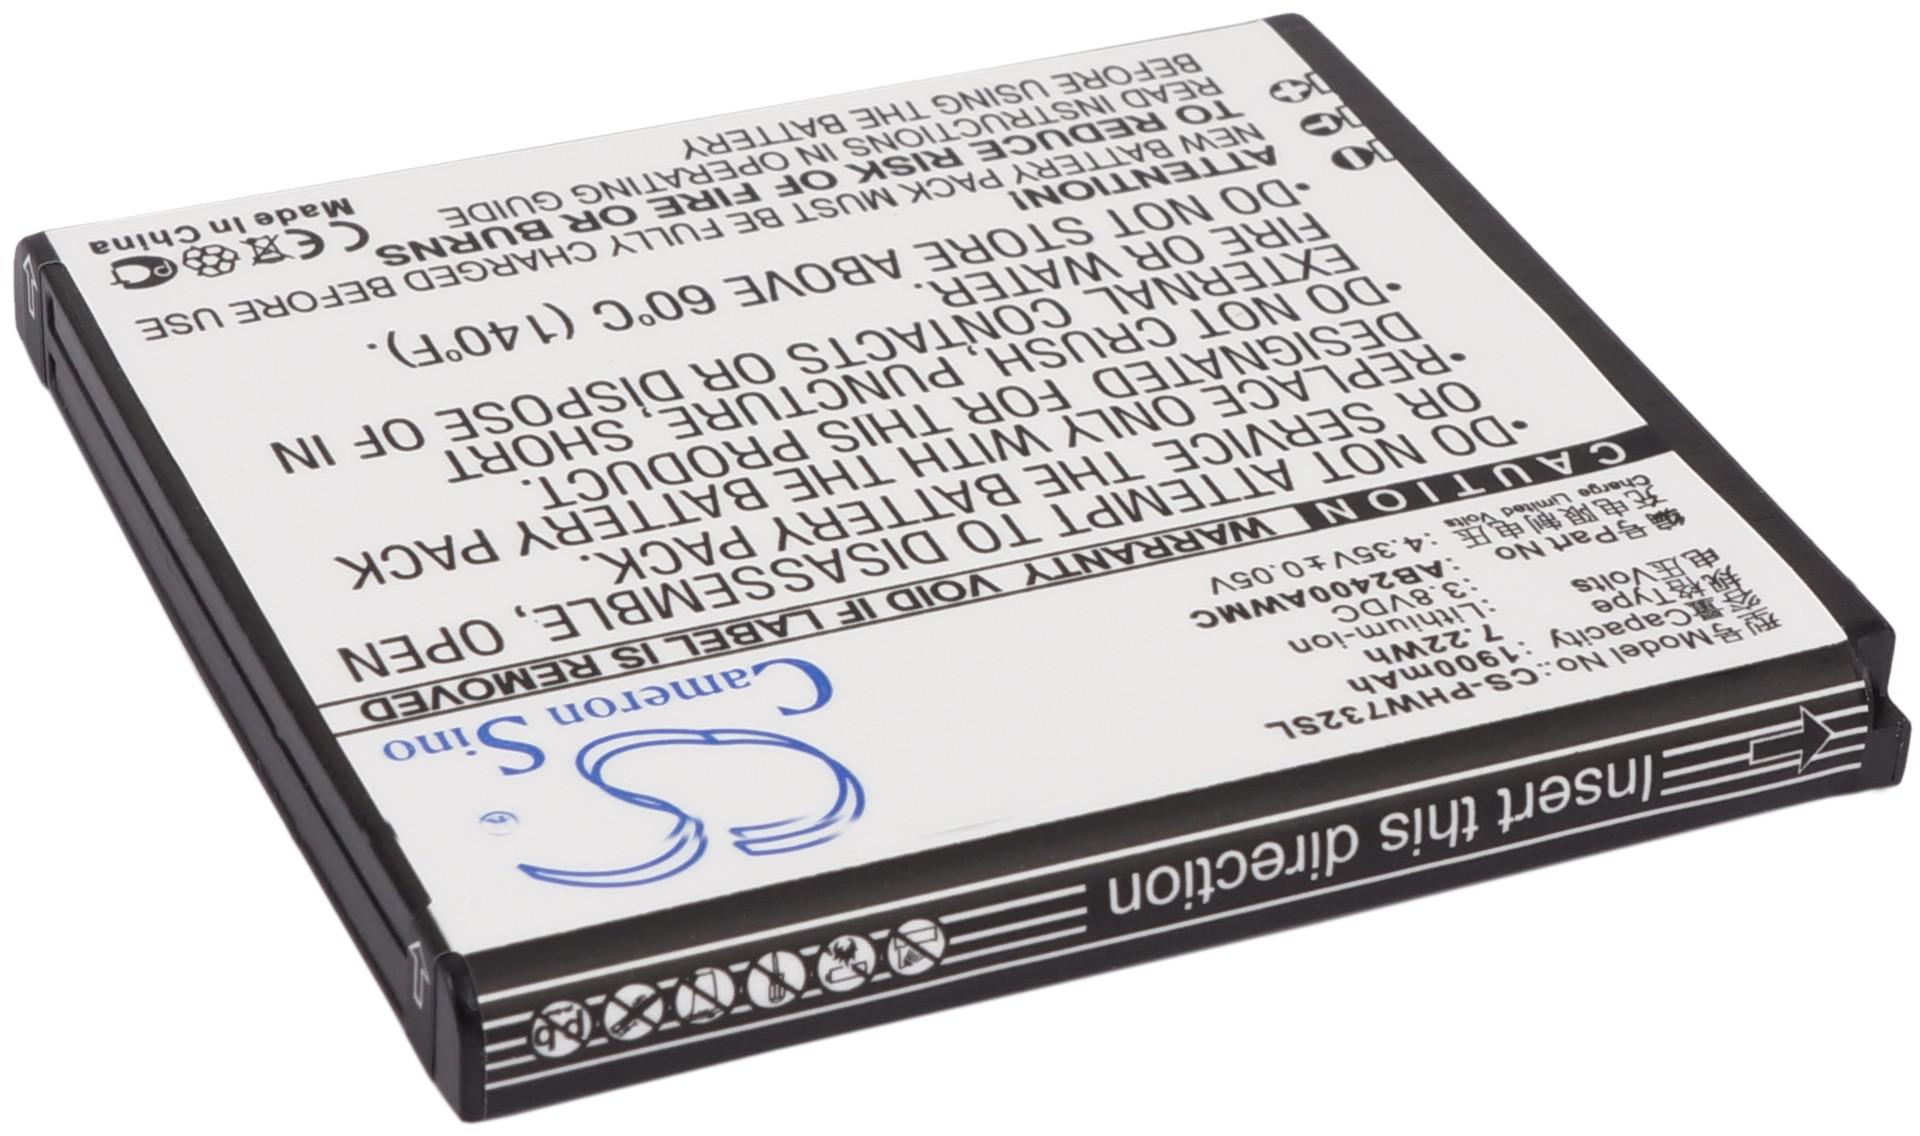 Insert this direction
Cameron Sino
型号Model No.: :CS-PHW732SL
容量Capacity :1900mAh
7.22Wh
规格Type :Lithium-ion
电压Volts :3.8VDC
编号Part No :AB2400AWMC
充电限制电压 :4.35V±0.05V
Charge Limited Volts
WARRANTY VOID IF LABEL IS REMOVED
CAUTION
•DO NOT ATTEMPT TO DISASSEMBLE, OPEN
OR SERVICE THE BATTERY PACK.
•REPLACE ONLY WITH THE BATTERY PACK
DESIGNATED FOR THIS PRODUCT.
•DO NOT CRUSH, PUNCTURE, SHORT
EXTERNAL CONTACTS OR DISPOSE OF IN
FIRE OR WATER.
•DO NOT STORE ABOVE 60°C (140°F).
ATTENTION!
NEW BATTERY PACK MUST BE FULLY CHARGED BEFORE USE
TO REDUCE RISK OF FIRE OR BURNS
READ INSTRUCTIONS IN OPERATING GUIDE
BEFORE USING THE BATTERY
Made in China